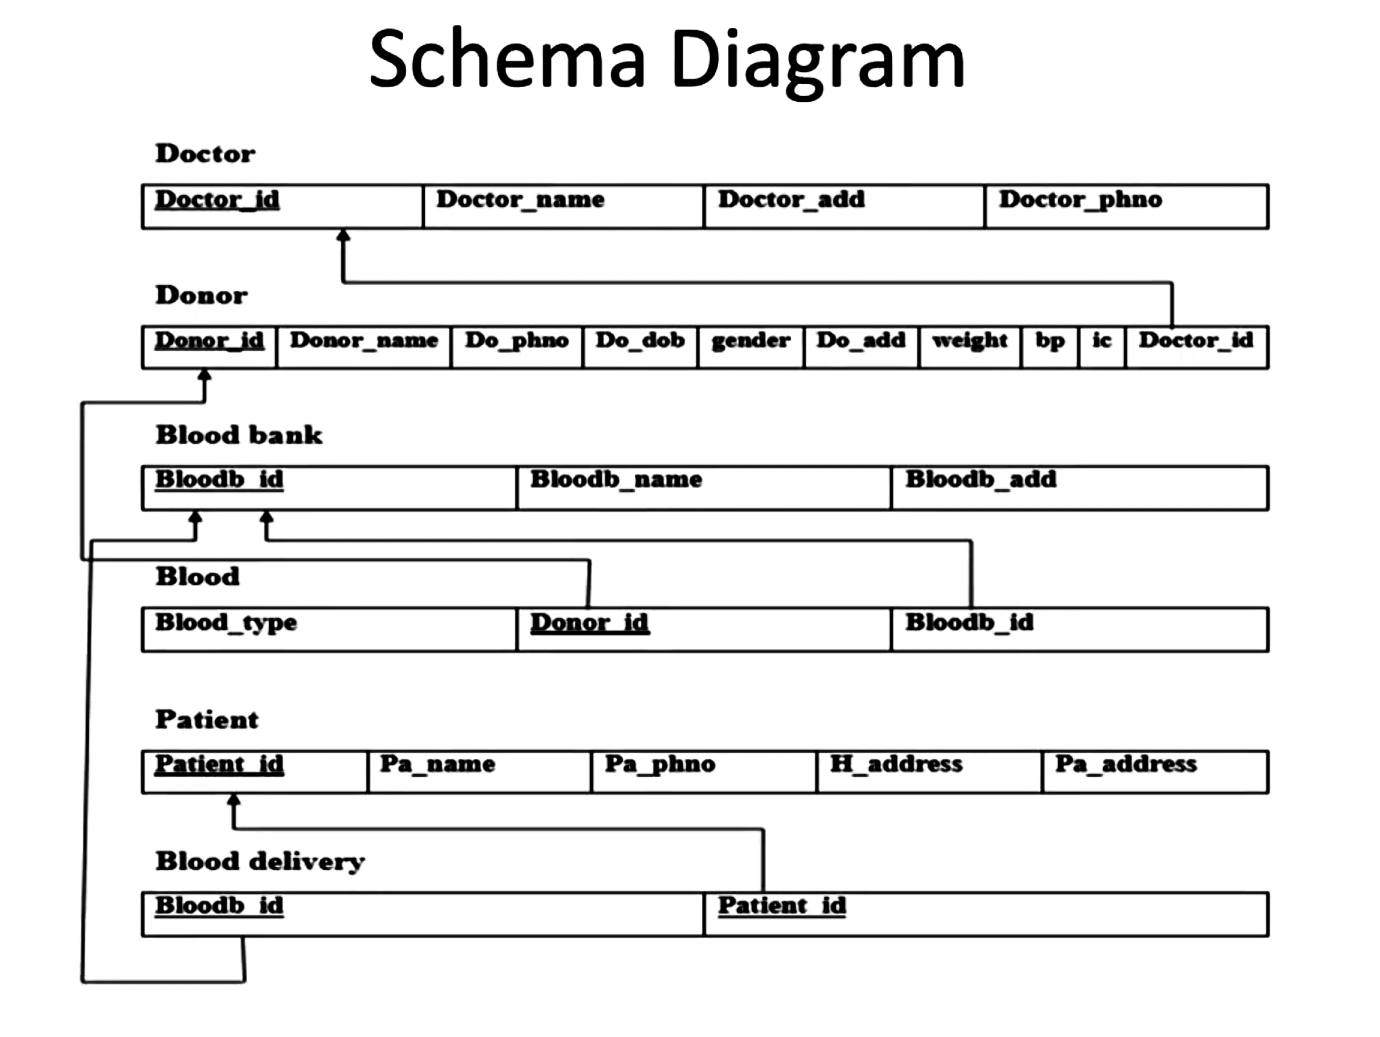 Schema Diagram
Doctor
Doctor_id Doctor_name Doctor_add Doctor_phno
Donor
Donor_id Donor_name Do_phno Do_dob gender Do_add weight bp ic Doctor_id
Blood bank
Bloodb_id Bloodb_name Bloodb_add
Blood
Blood_type Donor_id Bloodb_id
Patient
Patient_id Pa_name Pa_phno H_address Pa_address
Blood delivery
Bloodb_id Patient_id